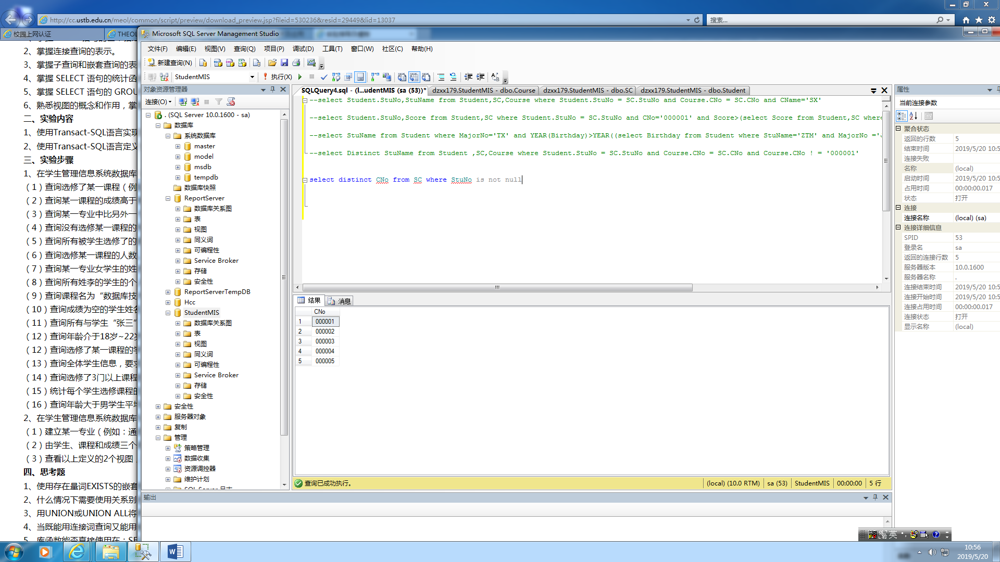 http://cc.ustb.edu.cn/meol/common/script/preview/download_preview.jsp?fileid=530236&resid=29449&lid=13037
搜索...
校园上网认证
THEOL
2、掌握连接查询的表示。
3、掌握子查询和嵌套查询的表
4、掌握 SELECT 语句的统计函
5、掌握 SELECT 语句的 GROU
6、熟悉视图的概念和作用，掌
二、实验内容
1、使用Transact-SQL语言实现
2、使用Transact-SQL语言定义
三、实验步骤
1、在学生管理信息系统数据库
（1）查询选修了某一课程（例
（2）查询某一课程的成绩高于
（3）查询某一专业中比另外一
（4）查询没有选修某一课程的
（5）查询所有被学生选修了的
（6）查询选修某一课程的人数
（7）查询某一专业女学生的姓
（8）查询所有姓李的学生的个
（9）查询课程名为“数据库技
（10）查询成绩为空的学生姓名
（11）查询所有与学生“张三”
（12）查询年龄介于18岁~22岁
（12）查询选修了某一课程的学
（13）查询全体学生信息，要求
（14）查询选修了3门以上课程
（15）统计每个学生选修课程的
（16）查询年龄大于男学生平均
2、在学生管理信息系统数据库
（1）建立某一专业（例如：通
（2）由学生、课程和成绩三个
（3）查看以上定义的2个视图
四、思考题
1、使用存在量词EXISTS的嵌套
2、什么情况下需要使用关系别
3、用UNION或UNION ALL将
4、当既能用连接词查询又能用
5、库函数能否直接使用在：SE
Microsoft SQL Server Management Studio
文件(F) 编辑(E) 视图(V) 查询(Q) 项目(P) 调试(D) 工具(T) 窗口(W) 社区(C) 帮助(H)
新建查询(N)
StudentMIS
执行(X)
对象资源管理器
连接(O)
. (SQL Server 10.0.1600 - sa)
数据库
系统数据库
master
model
msdb
tempdb
数据库快照
ReportServer
数据库关系图
表
视图
同义词
可编程性
Service Broker
存储
安全性
ReportServerTempDB
Hcc
StudentMIS
数据库关系图
表
视图
同义词
可编程性
Service Broker
存储
安全性
安全性
服务器对象
复制
管理
策略管理
数据收集
资源调控器
维护计划
SQL Server 日志
SQLQuery4.sql - (l...udentMIS (sa (53))*
dzxx179.StudentMIS - dbo.Course
dzxx179.StudentMIS - dbo.SC
dzxx179.StudentMIS - dbo.Student
--select Student.StuNo,StuName from Student,SC,Course where Student.StuNo = SC.StuNo and Course.CNo = SC.CNo and CName='SX'
--select Student.StuNo,Score from Student,SC where Student.StuNo = SC.StuNo and CNo='000001' and Score>(select Score from Student,SC wher
--select StuName from Student where MajorNo='TX' and YEAR(Birthday)>YEAR((select Birthday from Student where StuName='ZTM' and MajorNo ='
--select Distinct StuName from Student ,SC,Course where Student.StuNo = SC.StuNo and Course.CNo = SC.CNo and Course.CNo ! = '000001'
select distinct CNo from SC where StuNo is not null
结果
消息
CNo
1 000001
2 000002
3 000003
4 000004
5 000005
查询已成功执行。
(local) (10.0 RTM)
sa (53)
StudentMIS
00:00:00
5 行
输出
属性
当前连接参数
聚合状态
返回的行数 5
结束时间 2019/5/20 10:5
连接失败
名称 (local)
启动时间 2019/5/20 10:5
占用时间 00:00:00.017
状态 打开
连接
连接名称 (local) (sa)
连接详细信息
SPID 53
登录名 sa
返回的连接行数 5
服务器版本 10.0.1600
服务器名称 .
连接结束时间 2019/5/20 10:5
连接开始时间 2019/5/20 10:5
连接占用时间 00:00:00.017
连接状态 打开
显示名称 (local)
英
10:56
2019/5/20